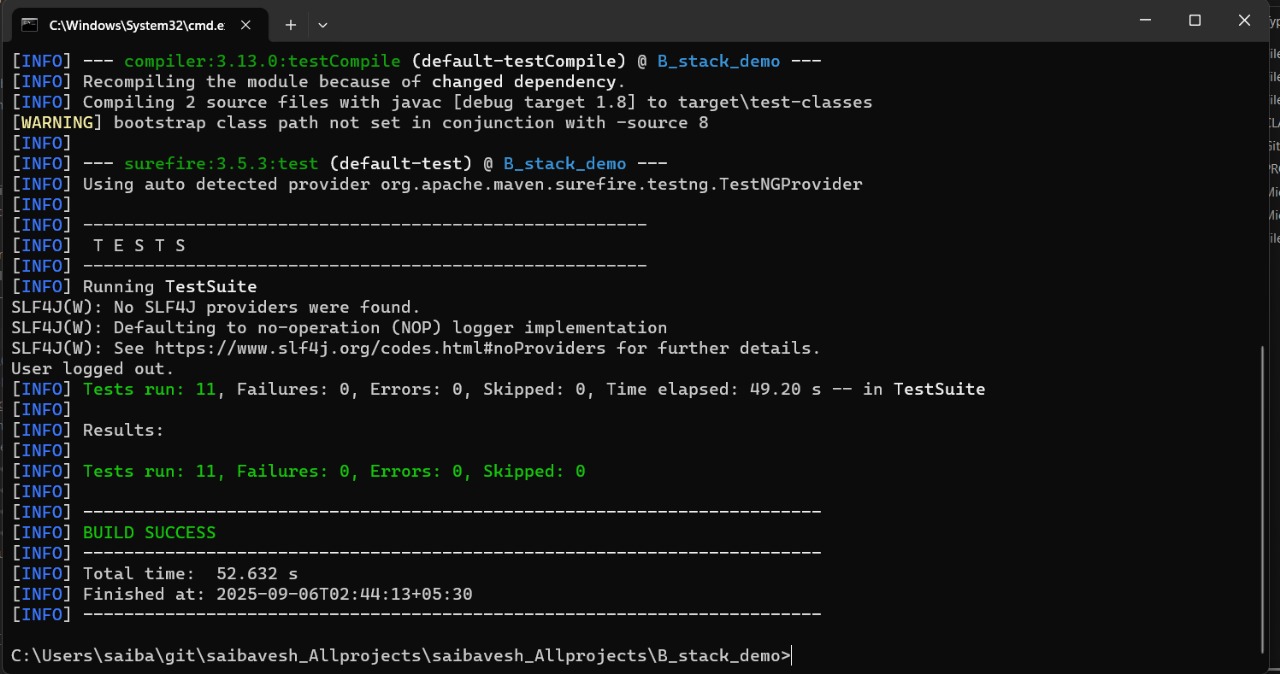 C:\Windows\System32\cmd.e
[INFO] --- compiler:3.13.0:testCompile (default-testCompile) @ B_stack_demo ---
[INFO] Recompiling the module because of changed dependency.
[INFO] Compiling 2 source files with javac [debug target 1.8] to target\test-classes
[WARNING] bootstrap class path not set in conjunction with -source 8
[INFO]
[INFO] --- surefire:3.5.3:test (default-test) @ B_stack_demo ---
[INFO] Using auto detected provider org.apache.maven.surefire.testng.TestNGProvider
[INFO]
[INFO] -------------------------------------------------------
[INFO]  T E S T S
[INFO] -------------------------------------------------------
[INFO] Running TestSuite
SLF4J(W): No SLF4J providers were found.
SLF4J(W): Defaulting to no-operation (NOP) logger implementation
SLF4J(W): See https://www.slf4j.org/codes.html#noProviders for further details.
User logged out.
[INFO] Tests run: 11, Failures: 0, Errors: 0, Skipped: 0, Time elapsed: 49.20 s -- in TestSuite
[INFO]
[INFO] Results:
[INFO]
[INFO] Tests run: 11, Failures: 0, Errors: 0, Skipped: 0
[INFO]
[INFO] ------------------------------------------------------------------------
[INFO] BUILD SUCCESS
[INFO] ------------------------------------------------------------------------
[INFO] Total time:  52.632 s
[INFO] Finished at: 2025-09-06T02:44:13+05:30
[INFO] ------------------------------------------------------------------------
C:\Users\saiba\git\saibavesh_Allprojects\saibavesh_Allprojects\B_stack_demo>